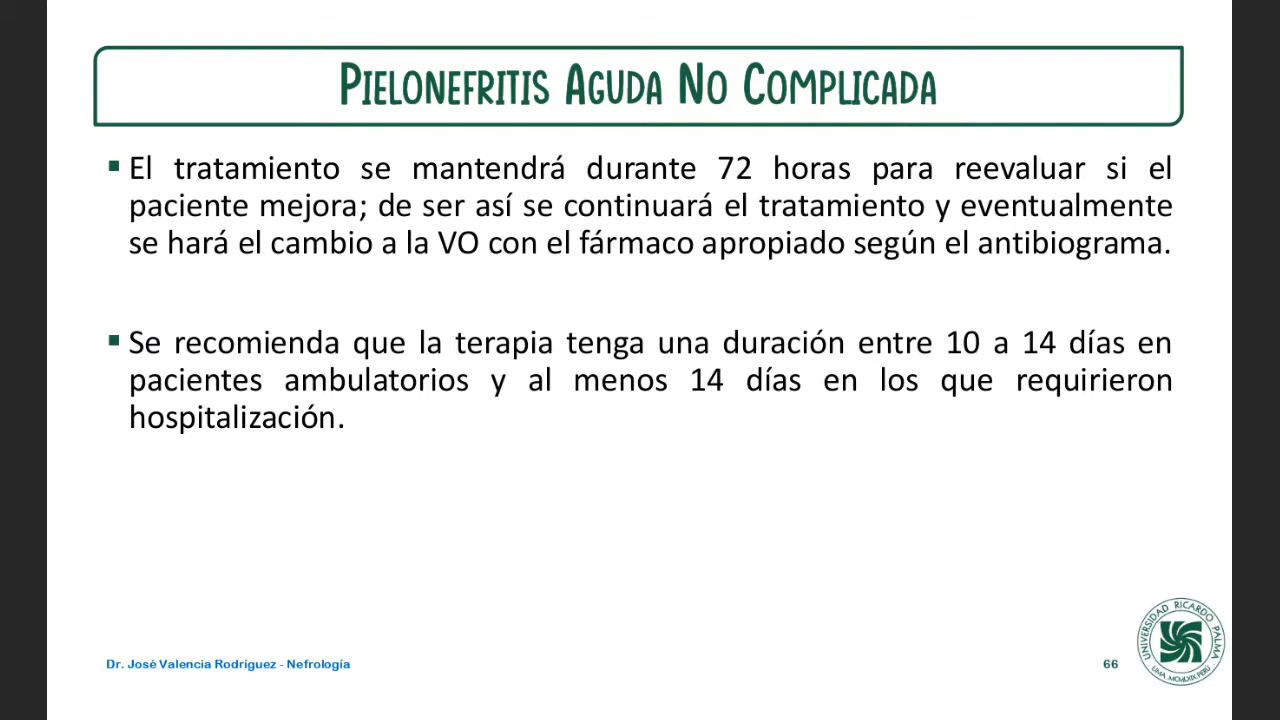 PIELONEFRITIS AGUDA NO COMPLICADA
▪ El tratamiento se mantendrá durante 72 horas para reevaluar si el
paciente mejora; de ser así se continuará el tratamiento y eventualmente
se hará el cambio a la VO con el fármaco apropiado según el antibiograma.
▪ Se recomienda que la terapia tenga una duración entre 10 a 14 días en
pacientes ambulatorios y al menos 14 días en los que requirieron
hospitalización.
Dr. José Valencia Rodríguez - Nefrología
66
UNIVERSIDAD RICARDO PALMA
LIMA .MCMLXIX.PERÚ